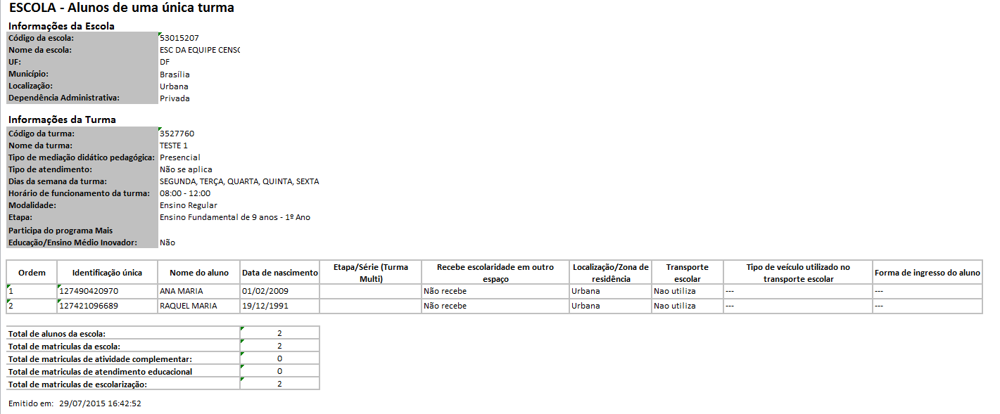 ESCOLA - Alunos de uma única turma
Informações da Escola
Código da escola: 53015207
Nome da escola: ESC DA EQUIPE CENSO
UF: DF
Município: Brasília
Localização: Urbana
Dependência Administrativa: Privada
Informações da Turma
Código da turma: 3527760
Nome da turma: TESTE 1
Tipo de mediação didático pedagógica: Presencial
Tipo de atendimento: Não se aplica
Dias da semana da turma: SEGUNDA, TERÇA, QUARTA, QUINTA, SEXTA
Horário de funcionamento da turma: 08:00 - 12:00
Modalidade: Ensino Regular
Etapa: Ensino Fundamental de 9 anos - 1º Ano
Participa do programa Mais
Educação/Ensino Médio Inovador: Não
Ordem Identificação única Nome do aluno Data de nascimento Etapa/Série (Turma Multi) Recebe escolaridade em outro espaço Localização/Zona de residência Transporte escolar Tipo de veículo utilizado no transporte escolar Forma de ingresso do aluno
1 127490420970 ANA MARIA 01/02/2009 Não recebe Urbana Nao utiliza --- ---
2 127421096689 RAQUEL MARIA 19/12/1991 Não recebe Urbana Nao utiliza --- ---
Total de alunos da escola: 2
Total de matriculas da escola: 2
Total de matriculas de atividade complementar: 0
Total de matriculas de atendimento educacional 0
Total de matriculas de escolarização: 2
Emitido em: 29/07/2015 16:42:52